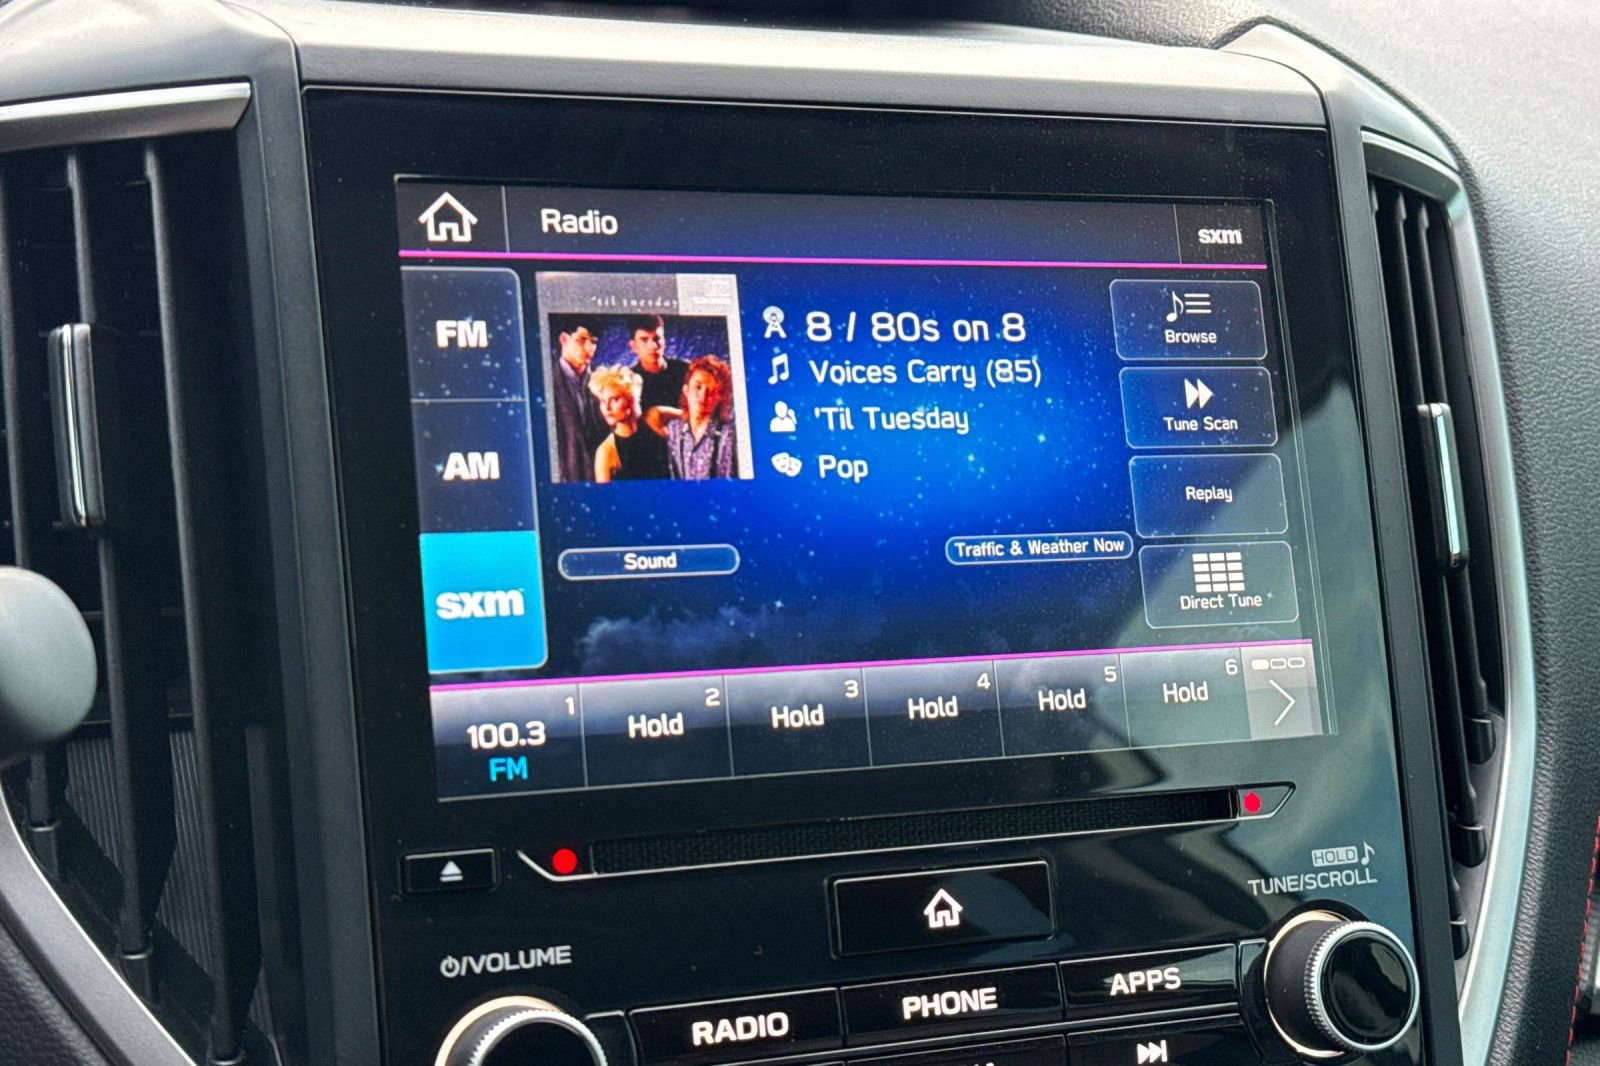 Radio
sxm
FM
AM
sxm
'til tuesday
8 / 80s on 8
Voices Carry (85)
'Til Tuesday
Pop
Browse
Tune Scan
Replay
Direct Tune
Sound
Traffic & Weather Now
1
100.3
FM
2
Hold
3
Hold
4
Hold
5
Hold
6
Hold
HOLD
TUNE/SCROLL
/VOLUME
RADIO
PHONE
APPS